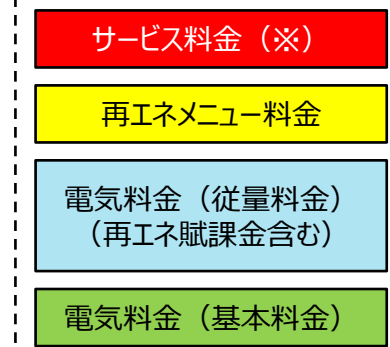 サービス料金（※）
再エネメニュー料金
電気料金（従量料金）
（再エネ賦課金含む）
電気料金（基本料金）